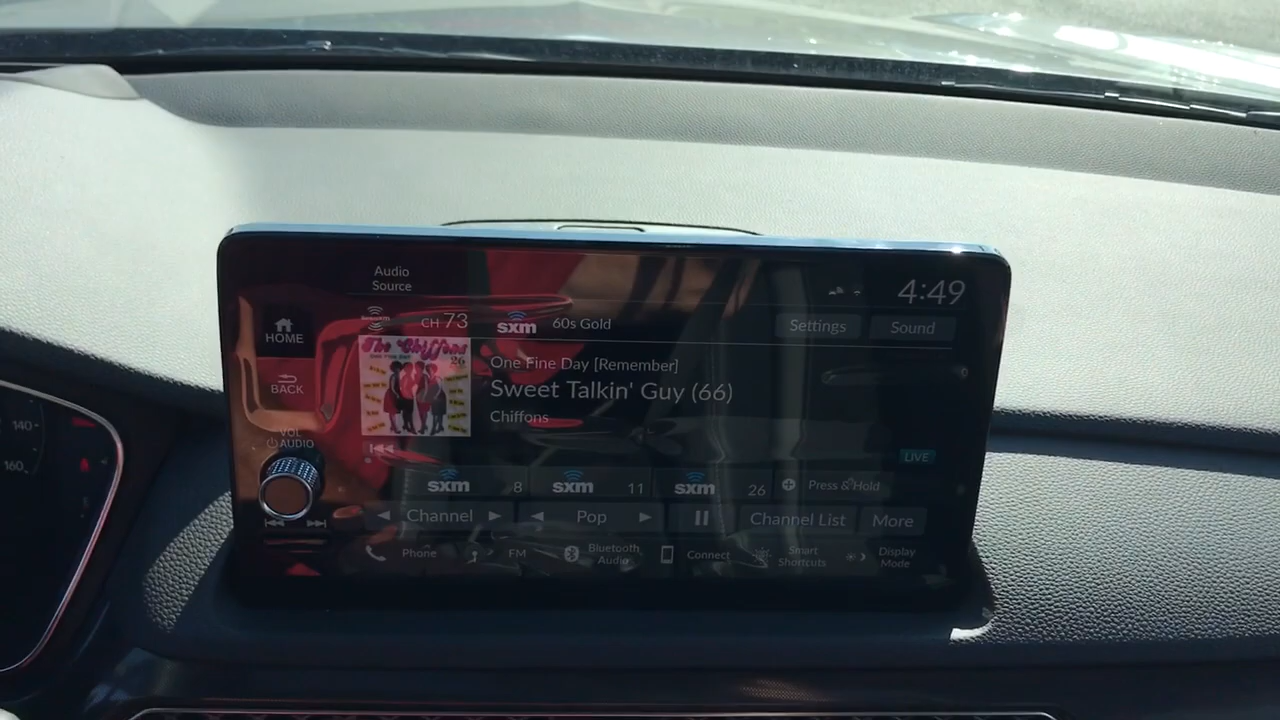 Audio
Source
4:49
HOME
SiriusXM
CH 73
sxm
60s Gold
Settings
Sound
The Chiffons
26
One Fine Day [Remember]
Sweet Talkin' Guy (66)
Chiffons
BACK
VOL
AUDIO
140
160
LIVE
sxm 8
sxm 11
sxm 26
Press & Hold
Channel
Pop
Channel List
More
Phone
FM
Bluetooth
Audio
Connect
Smart
Shortcuts
Display
Mode